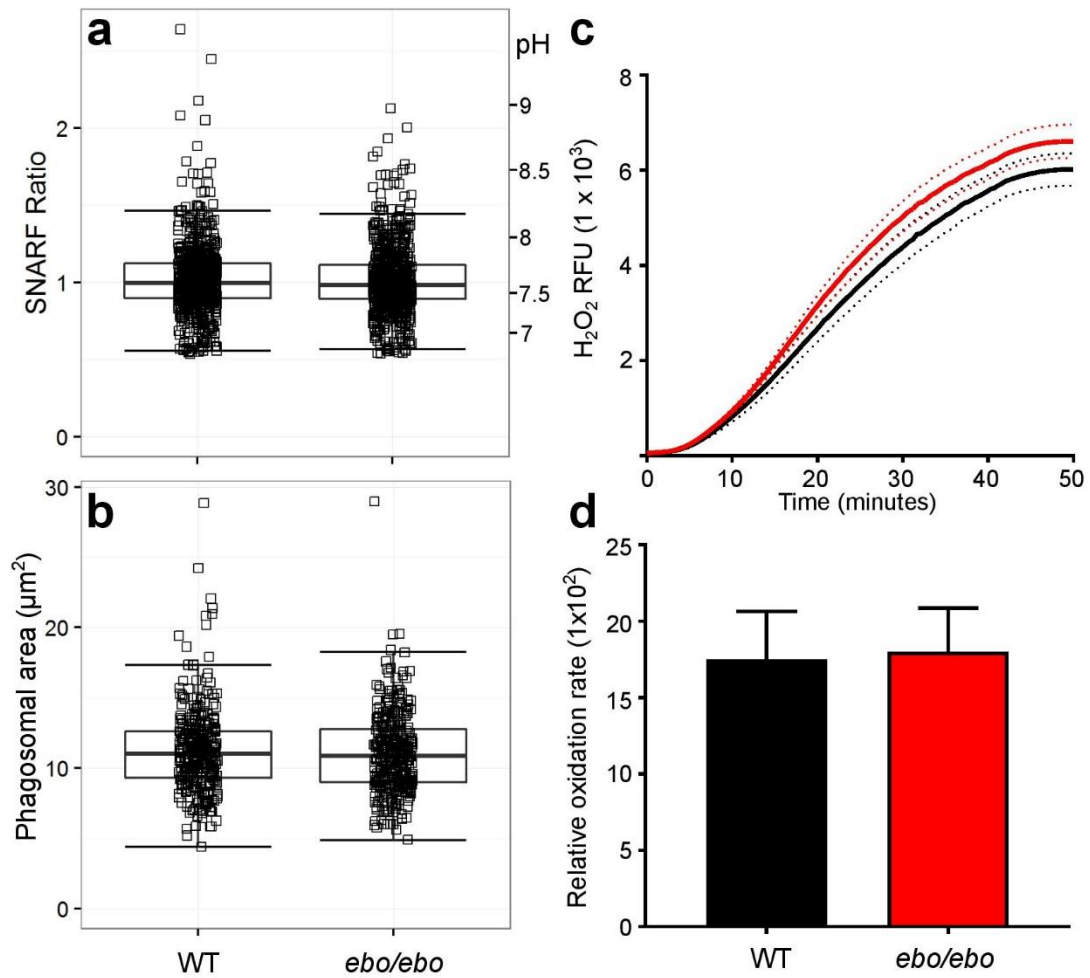 a
pH
SNARF Ratio
2
1
0
9
8.5
8
7.5
7
b
Phagosomal area (µm²)
30
20
10
0
WT
ebo/ebo
c
H₂O₂ RFU (1 x 10³)
8
6
4
2
0
10
20
30
40
50
Time (minutes)
d
Relative oxidation rate (1x10²)
25
20
15
10
5
0
WT
ebo/ebo